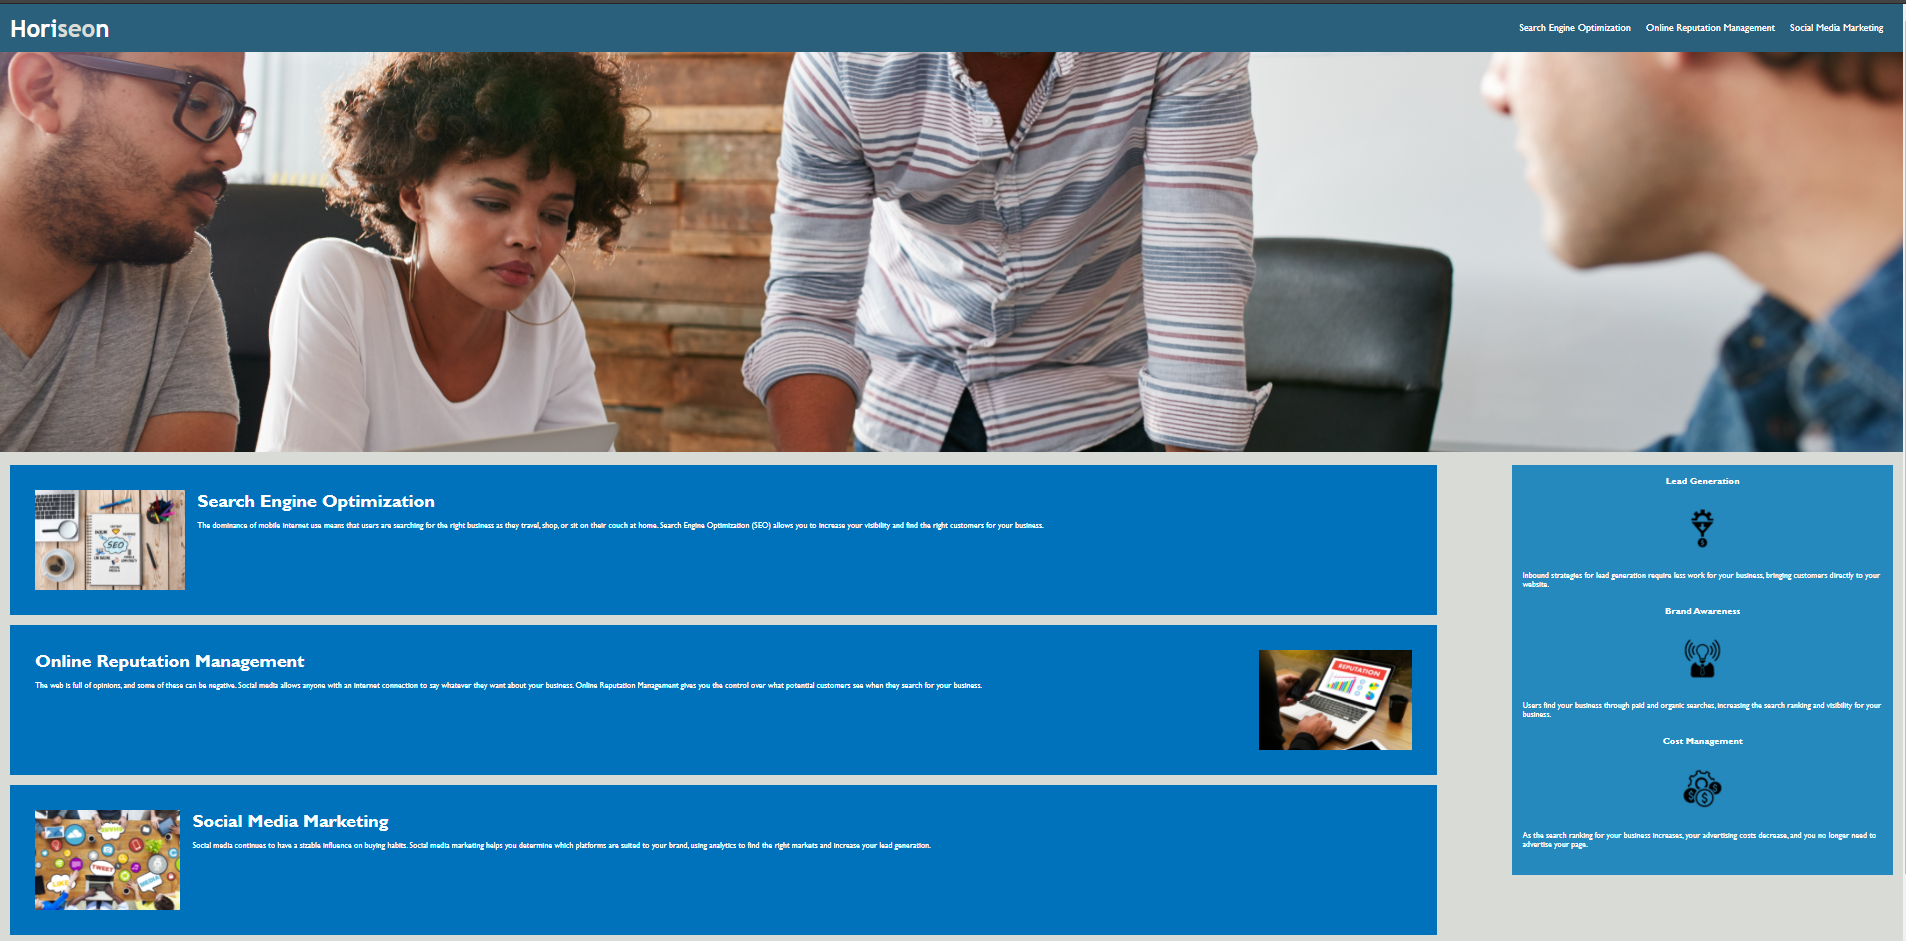 Horiseon
Search Engine Optimization Online Reputation Management Social Media Marketing
SEO
Search Engine Optimization
The dominance of mobile internet use means that users are searching for the right business as they travel, shop, or sit on their couch at home. Search Engine Optimization (SEO) allows you to increase your visibility and find the right customers for your business.
Online Reputation Management
The web is full of opinions, and some of these can be negative. Social media allows anyone with an internet connection to say whatever they want about your business. Online Reputation Management gives you the control over what potential customers see when they search for your business.
REPUTATION
Social Media Marketing
Social media continues to have a sizable influence on buying habits. Social media marketing helps you determine which platforms are suited to your brand, using analytics to find the right markets and increase your lead generation.
TWEET
LIKE
MEDIA
Lead Generation
Inbound strategies for lead generation require less work for your business, bringing customers directly to your
website.
Brand Awareness
Users find your business through paid and organic searches, increasing the search ranking and visibility for your
business.
Cost Management
As the search ranking for your business increases, your advertising costs decrease, and you no longer need to
advertise your page.